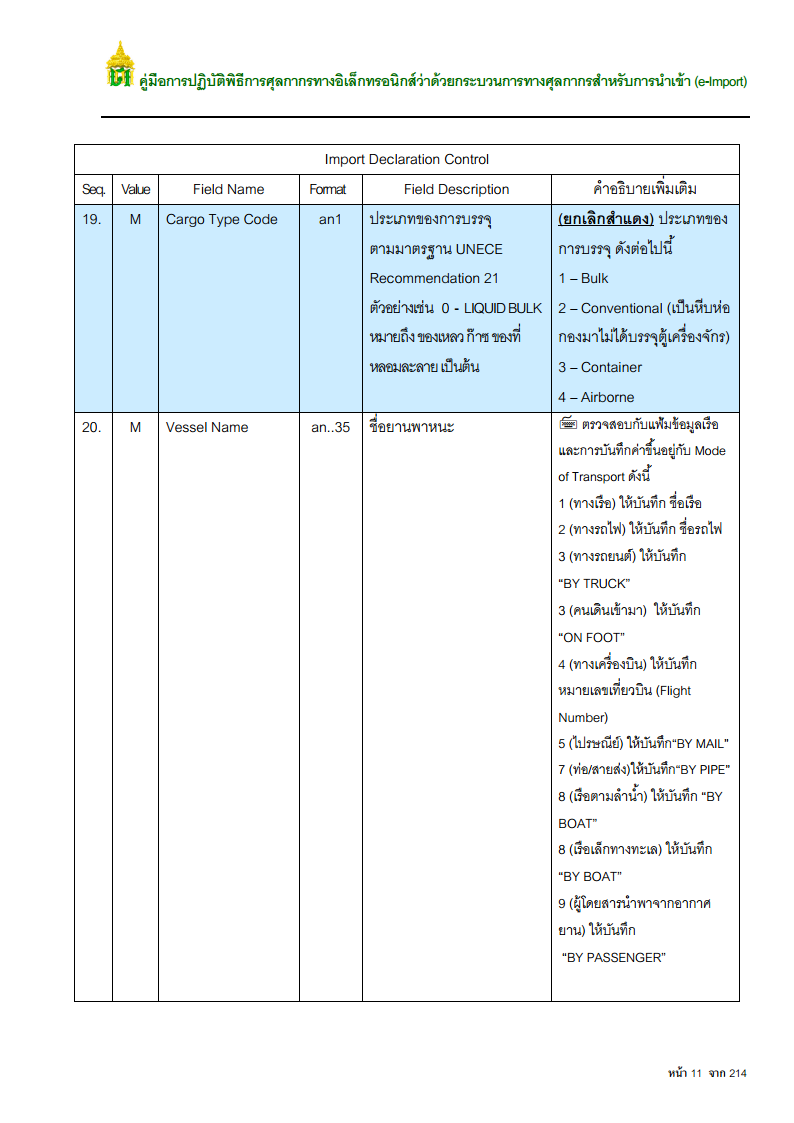 คู่มือการปฏิบัติพิธีการศุลกากรทางอิเล็กทรอนิกส์ว่าด้วยกระบวนการทางศุลกากรสำหรับการนำเข้า (e-Import)
Import Declaration Control
Seq. Value Field Name Format Field Description คำอธิบายเพิ่มเติม
19. M Cargo Type Code an1
ประเภทของการบรรจุ
ตามมาตรฐาน UNECE
Recommendation 21
ตัวอย่างเช่น 0 - LIQUID BULK
หมายถึง ของเหลว ก๊าซ ของที่
หลอมละลาย เป็นต้น
(ยกเลิกสำแดง) ประเภทของ
การบรรจุ ดังต่อไปนี้
1 – Bulk
2 – Conventional (เป็นหีบห่อ
กองมาไม่ได้บรรจุตู้เครื่องจักร)
3 – Container
4 – Airborne
20. M Vessel Name an..35 ชื่อยานพาหนะ
ตรวจสอบกับแฟ้มข้อมูลเรือ
และการบันทึกค่าขึ้นอยู่กับ Mode
of Transport ดังนี้
1 (ทางเรือ) ให้บันทึก ชื่อเรือ
2 (ทางรถไฟ) ให้บันทึก ชื่อรถไฟ
3 (ทางรถยนต์) ให้บันทึก
“BY TRUCK”
3 (คนเดินเข้ามา) ให้บันทึก
“ON FOOT”
4 (ทางเครื่องบิน) ให้บันทึก
หมายเลขเที่ยวบิน (Flight
Number)
5 (ไปรษณีย์) ให้บันทึก“BY MAIL”
7 (ท่อ/สายส่ง)ให้บันทึก“BY PIPE”
8 (เรือตามลำน้ำ) ให้บันทึก “BY
BOAT”
8 (เรือเล็กทางทะเล) ให้บันทึก
“BY BOAT”
9 (ผู้โดยสารนำพาจากอากาศ
ยาน) ให้บันทึก
“BY PASSENGER”
หน้า 11 จาก 214